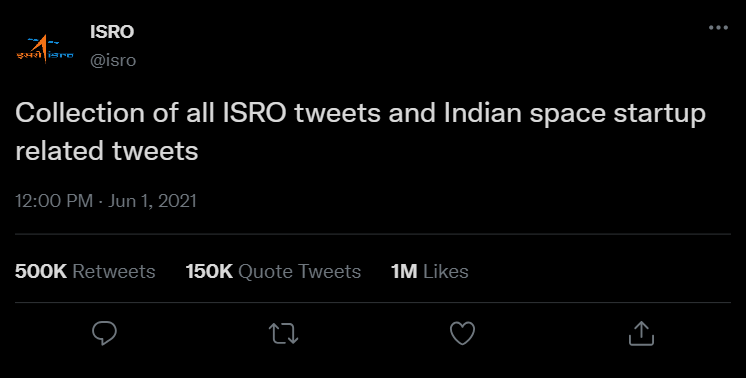 ISRO
इसरो isro
@isro
Collection of all ISRO tweets and Indian space startup
related tweets
12:00 PM · Jun 1, 2021
500K Retweets 150K Quote Tweets 1M Likes